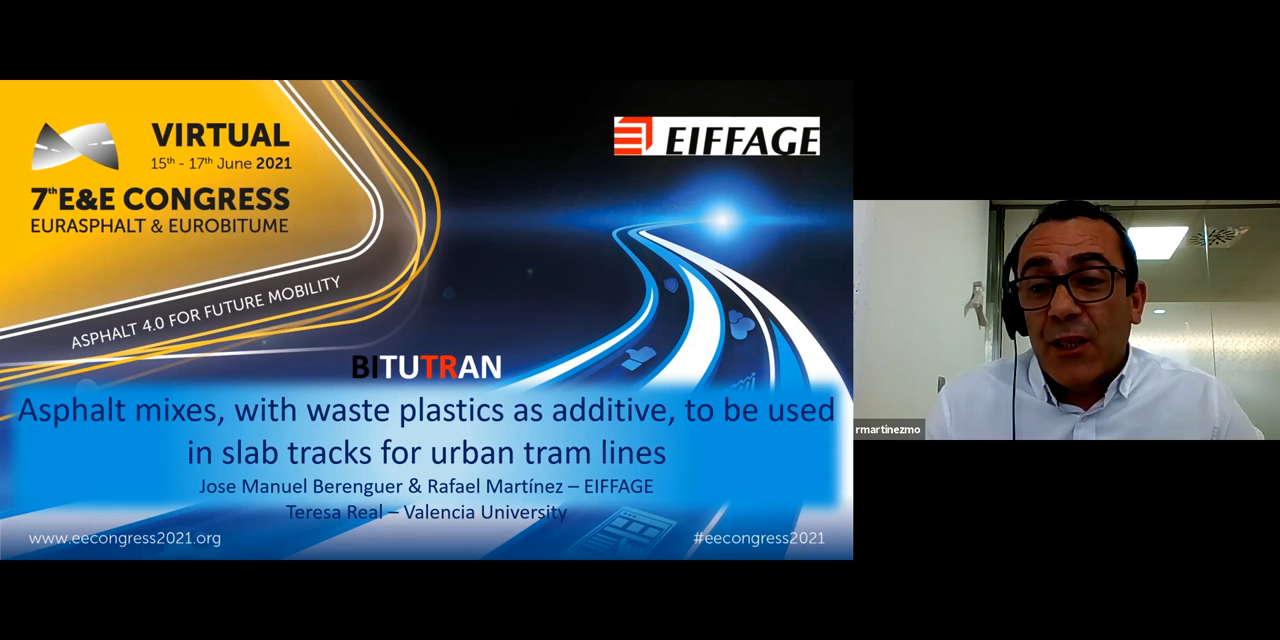 VIRTUAL
15th - 17th June 2021
7th E&E CONGRESS
EURASPHALT & EUROBITUME
ASPHALT 4.0 FOR FUTURE MOBILITY
EIFFAGE
BITUTRAN
Asphalt mixes, with waste plastics as additive, to be used
in slab tracks for urban tram lines
Jose Manuel Berenguer & Rafael Martínez – EIFFAGE
Teresa Real – Valencia University
www.eecongress2021.org
#eecongress2021
rmartinezmo